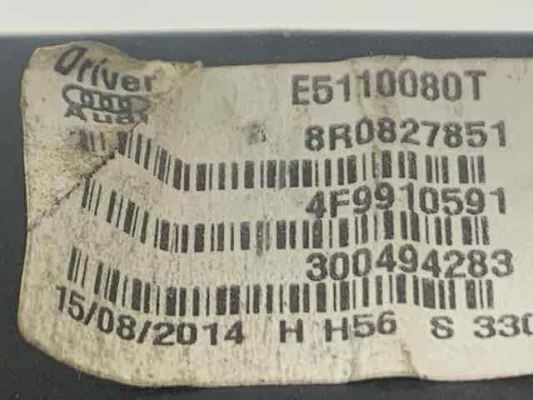 Driver
Audi
E5110080T
8R0827851
4F9910591
300494283
15/08/2014 H H56 S 330